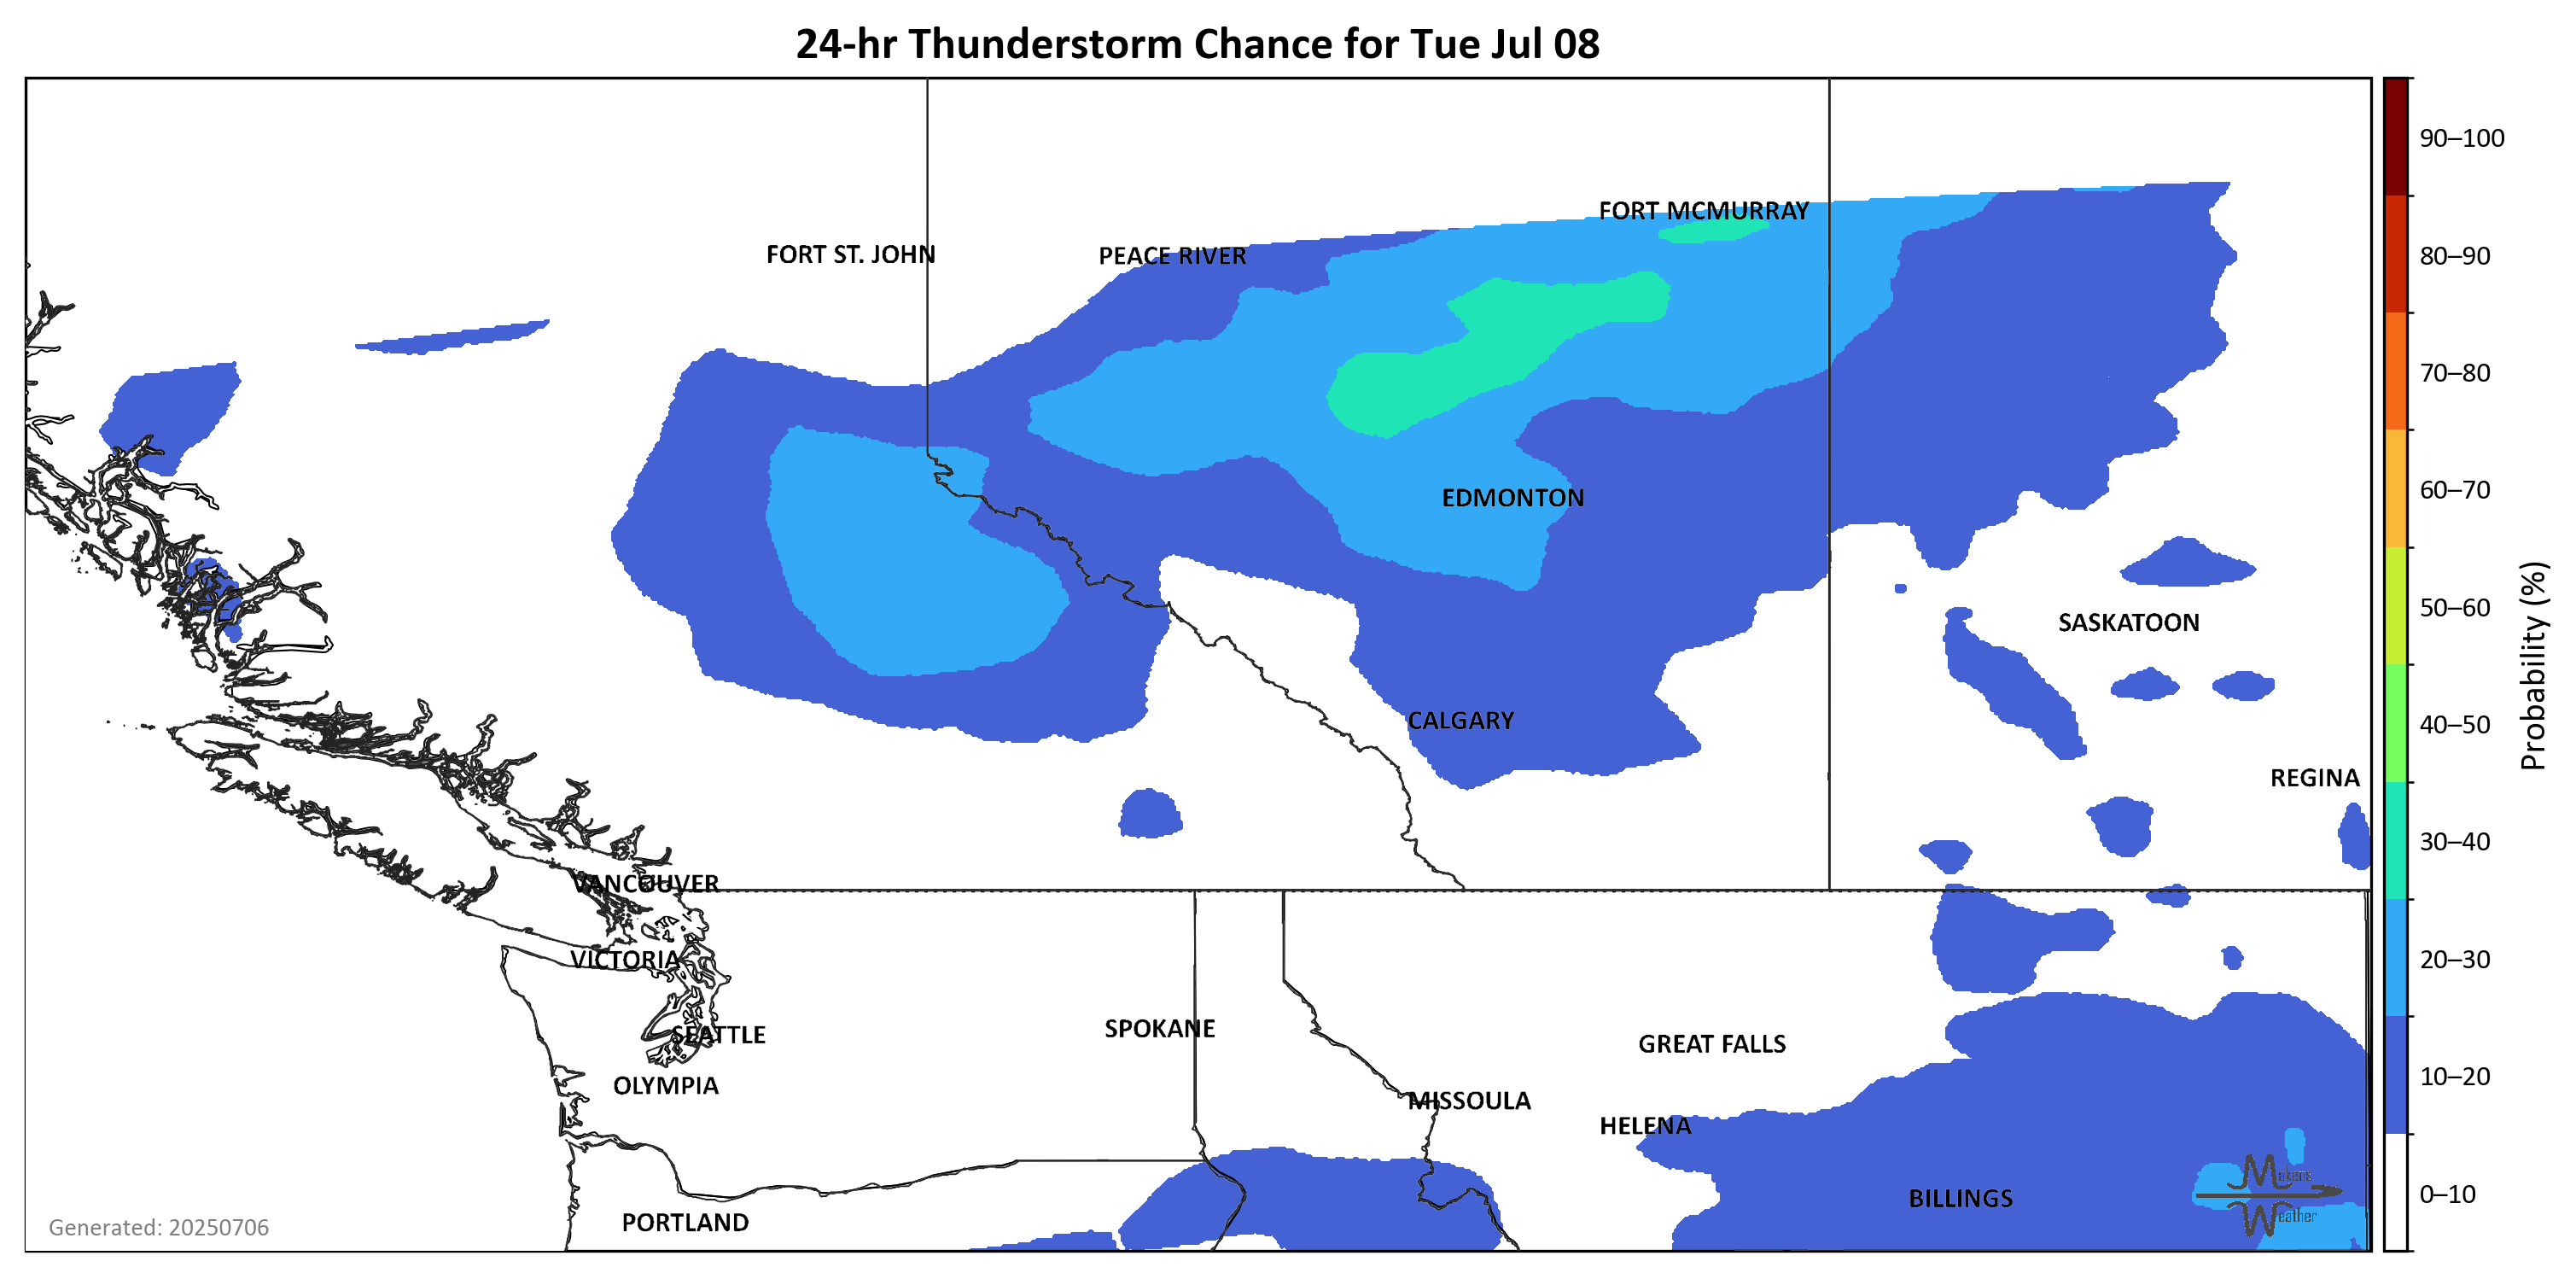 24-hr Thunderstorm Chance for Tue Jul 08
90–100
FORT MCMURRAY
FORT ST. JOHN
PEACE RIVER
80–90
70–80
EDMONTON
60–70
SASKATOON
50–60
CALGARY
40–50
REGINA
30–40
Probability (%)
VANCOUVER
VICTORIA
20–30
SPOKANE
SEATTLE
GREAT FALLS
OLYMPIA
10–20
MISSOULA
HELENA
Mekens
BILLINGS
0–10
Weather
PORTLAND
Generated: 20250706